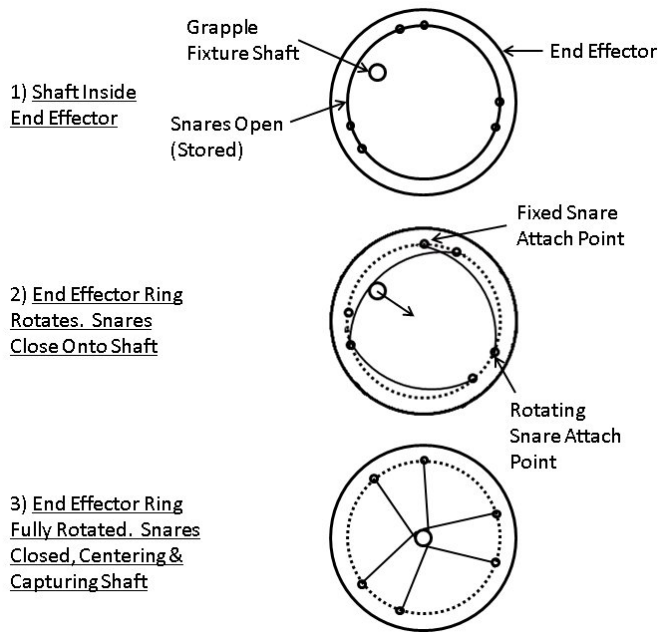 Grapple
Fixture Shaft
End Effector
1) Shaft Inside
End Effector
Snares Open
(Stored)
Fixed Snare
Attach Point
2) End Effector Ring
Rotates. Snares
Close Onto Shaft
Rotating
Snare Attach
Point
3) End Effector Ring
Fully Rotated. Snares
Closed, Centering &
Capturing Shaft